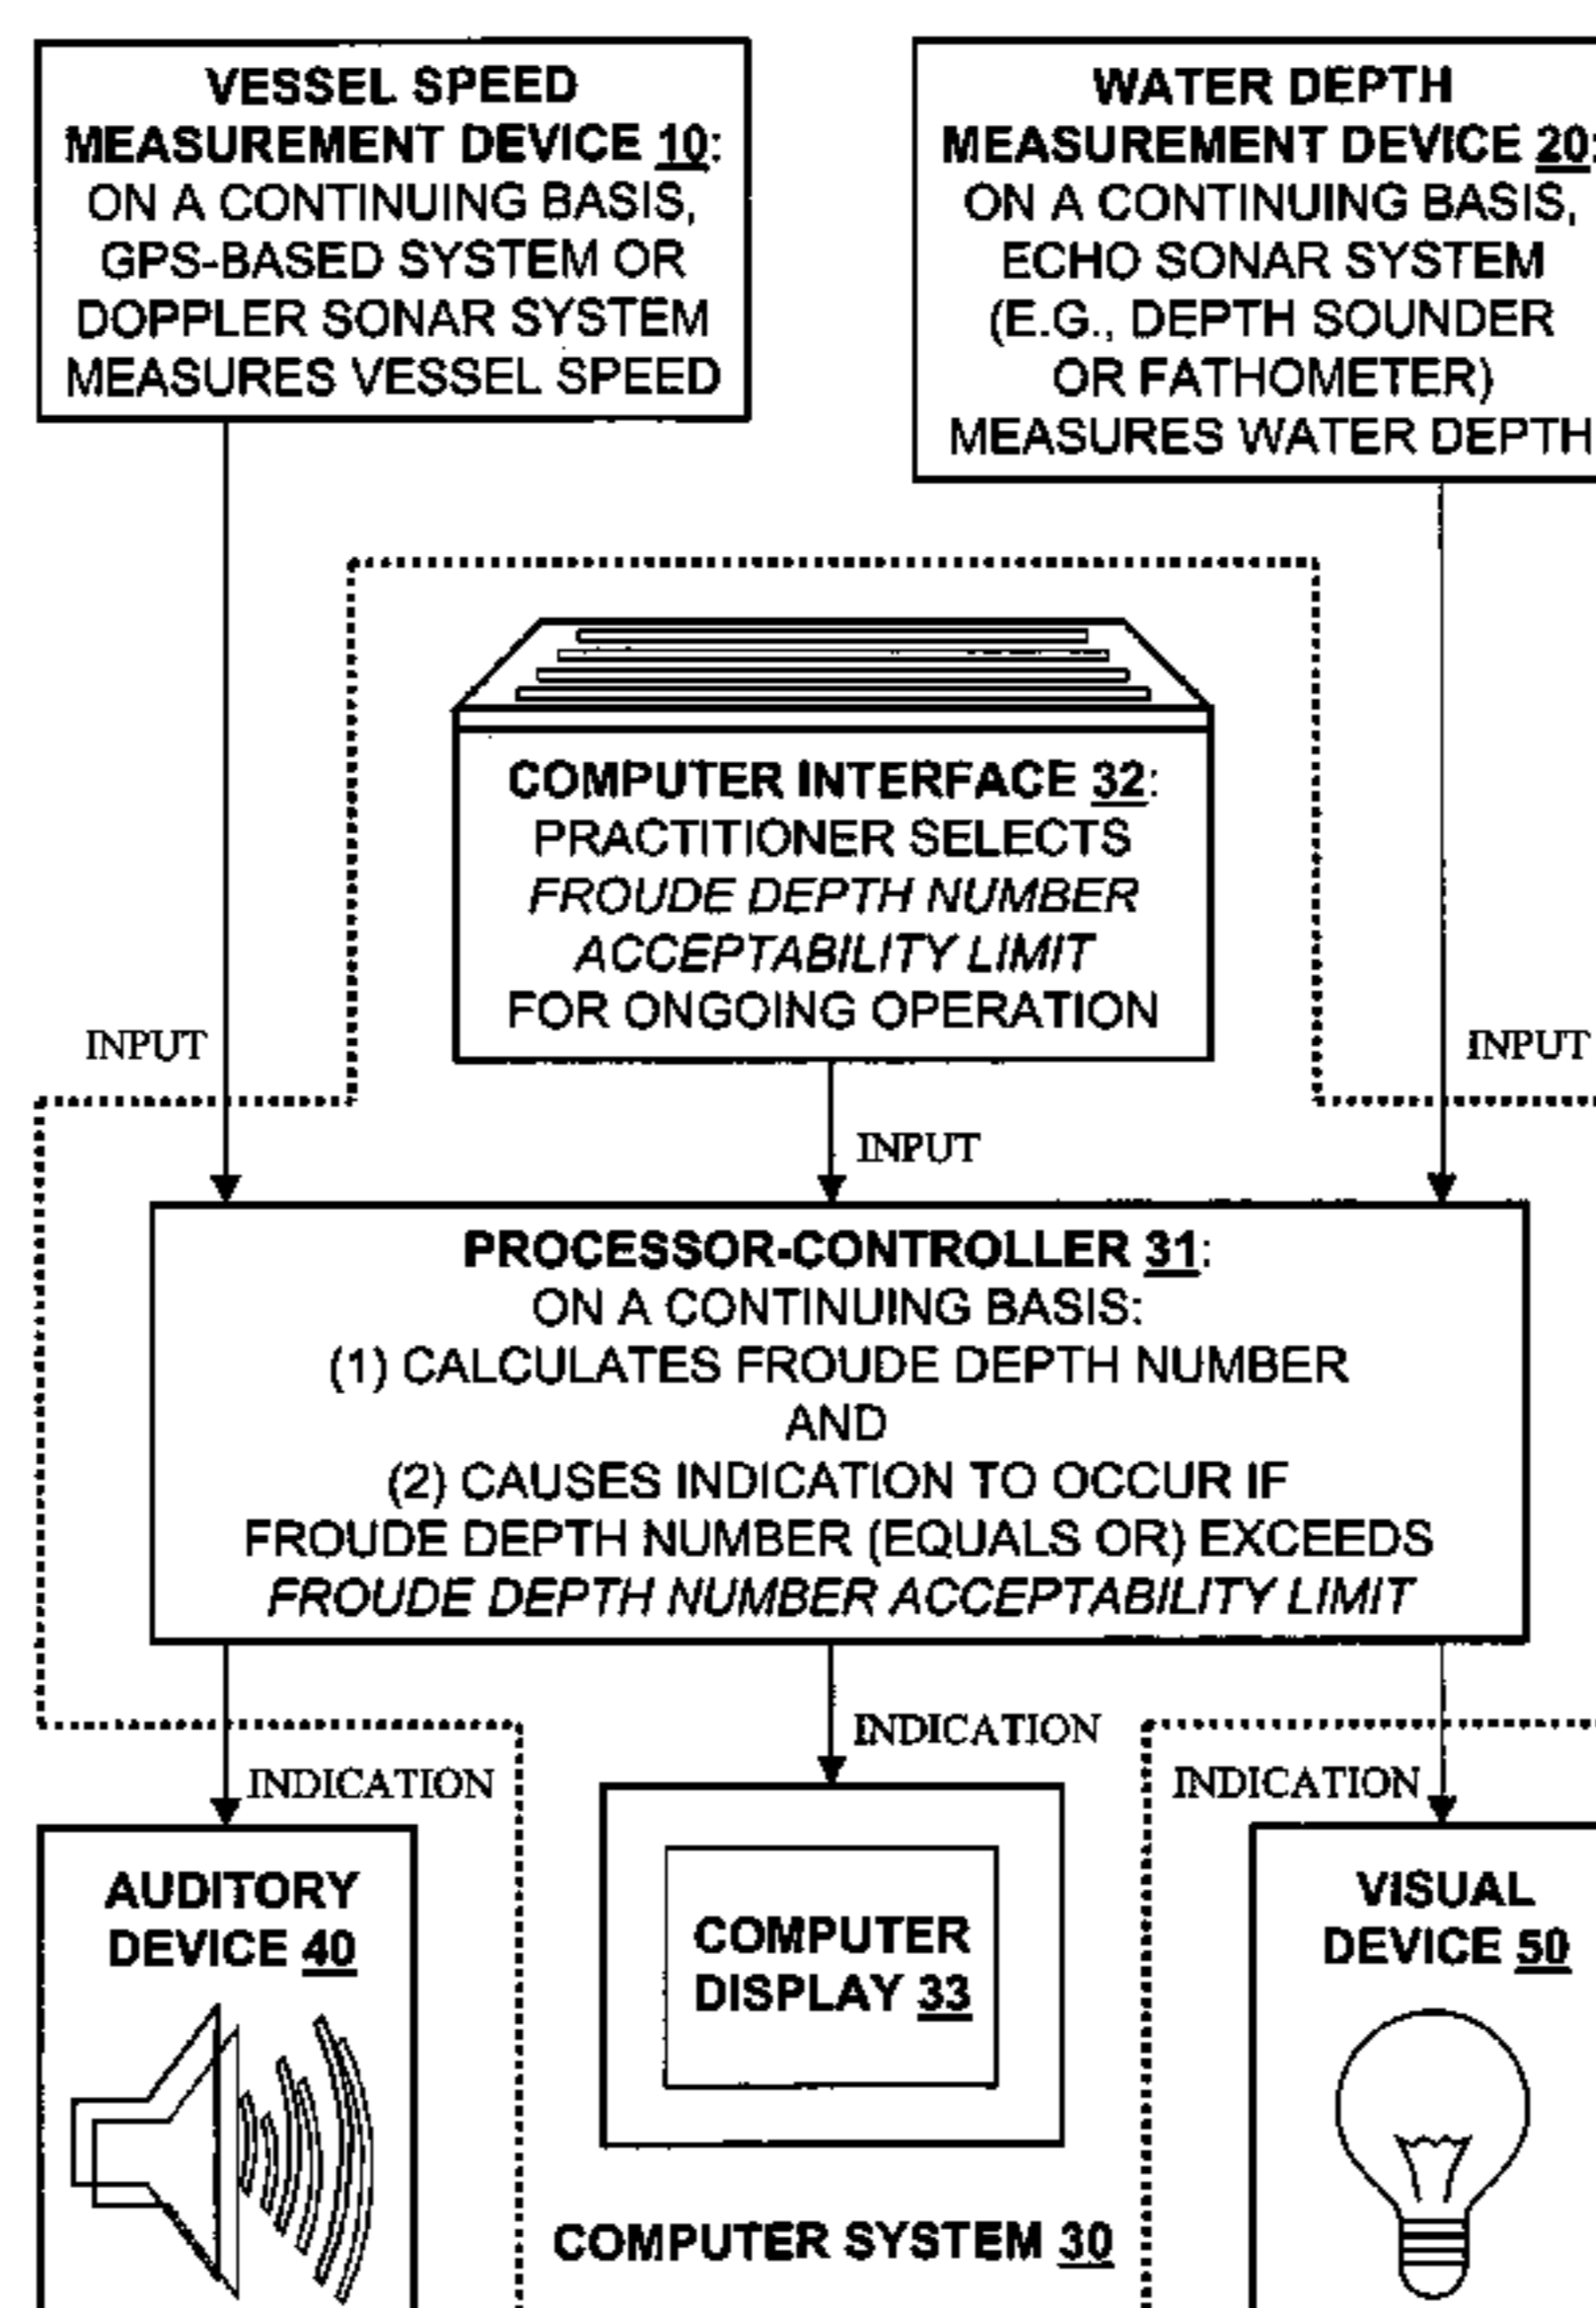 VESSEL SPEED
MEASUREMENT DEVICE 10:
ON A CONTINUING BASIS,
GPS-BASED SYSTEM OR
DOPPLER SONAR SYSTEM
MEASURES VESSEL SPEED
WATER DEPTH
MEASUREMENT DEVICE 20:
ON A CONTINUING BASIS,
ECHO SONAR SYSTEM
(E.G., DEPTH SOUNDER
OR FATHOMETER)
MEASURES WATER DEPTH
COMPUTER INTERFACE 32:
PRACTITIONER SELECTS
FROUDE DEPTH NUMBER
ACCEPTABILITY LIMIT
FOR ONGOING OPERATION
INPUT
INPUT
INPUT
PROCESSOR-CONTROLLER 31:
ON A CONTINUING BASIS:
(1) CALCULATES FROUDE DEPTH NUMBER
AND
(2) CAUSES INDICATION TO OCCUR IF
FROUDE DEPTH NUMBER (EQUALS OR) EXCEEDS
FROUDE DEPTH NUMBER ACCEPTABILITY LIMIT
INDICATION
INDICATION
INDICATION
AUDITORY
DEVICE 40
COMPUTER
DISPLAY 33
VISUAL
DEVICE 50
COMPUTER SYSTEM 30